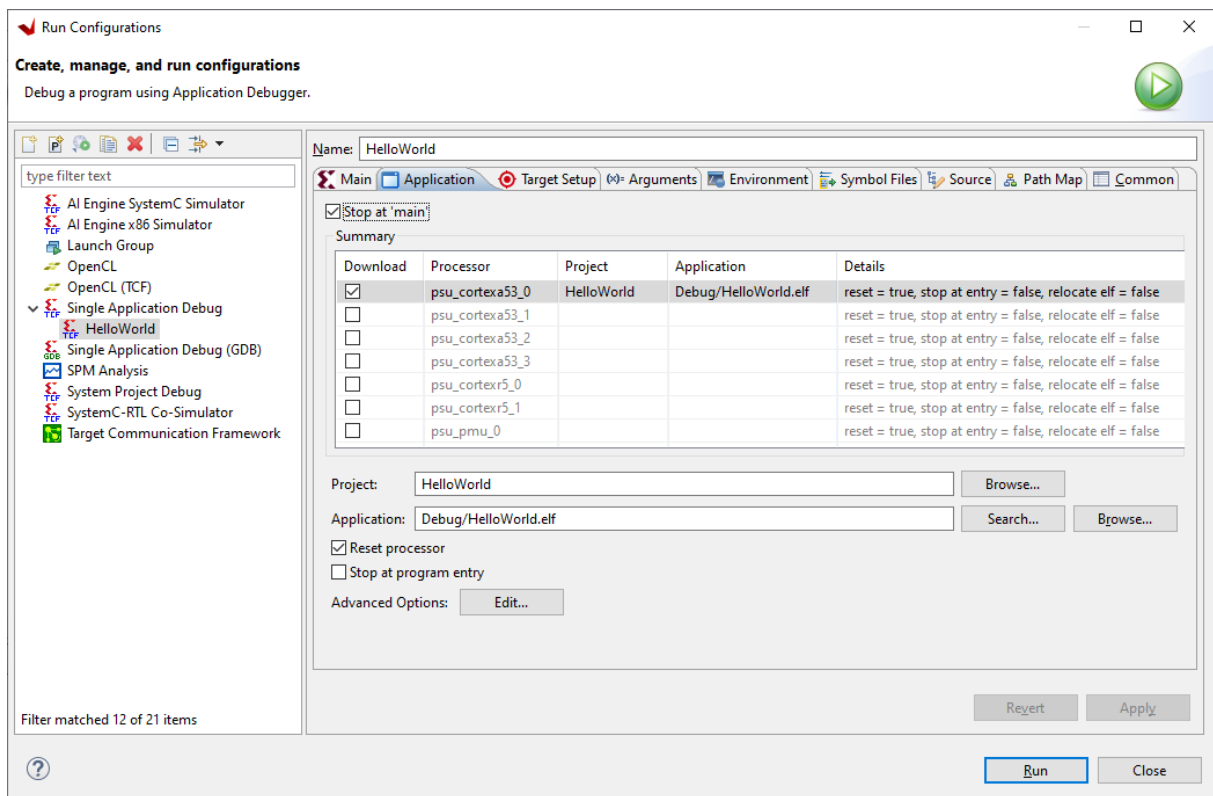 Run Configurations
Create, manage, and run configurations
Debug a program using Application Debugger.
type filter text
AI Engine SystemC Simulator
AI Engine x86 Simulator
Launch Group
OpenCL
OpenCL (TCF)
Single Application Debug
HelloWorld
Single Application Debug (GDB)
SPM Analysis
System Project Debug
SystemC-RTL Co-Simulator
Target Communication Framework
Filter matched 12 of 21 items
Name: HelloWorld
Main Application Target Setup (x)= Arguments Environment Symbol Files Source Path Map Common
Stop at 'main'
Summary
Download Processor Project Application Details
psu_cortexa53_0 HelloWorld Debug/HelloWorld.elf reset = true, stop at entry = false, relocate elf = false
psu_cortexa53_1 reset = true, stop at entry = false, relocate elf = false
psu_cortexa53_2 reset = true, stop at entry = false, relocate elf = false
psu_cortexa53_3 reset = true, stop at entry = false, relocate elf = false
psu_cortexr5_0 reset = true, stop at entry = false, relocate elf = false
psu_cortexr5_1 reset = true, stop at entry = false, relocate elf = false
psu_pmu_0 reset = true, stop at entry = false, relocate elf = false
Project: HelloWorld Browse...
Application: Debug/HelloWorld.elf Search... Browse...
Reset processor
Stop at program entry
Advanced Options: Edit...
Revert Apply
Run Close